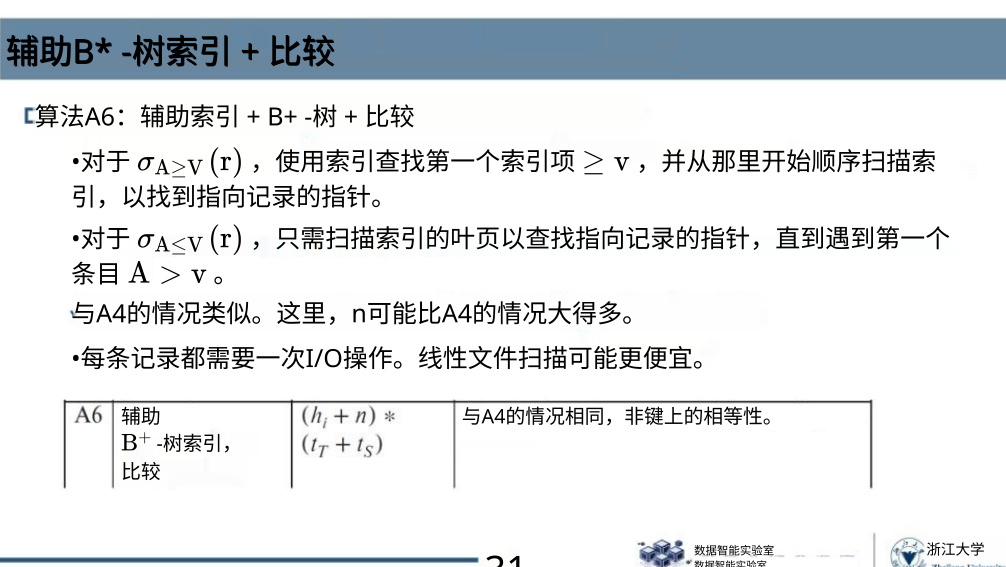 辅助B* -树索引 + 比较
算法A6：辅助索引 + B+ -树 + 比较
•对于 σ_{A≥V}(r) ，使用索引查找第一个索引项 ≥ v ，并从那里开始顺序扫描索
引，以找到指向记录的指针。
•对于 σ_{A≤V}(r) ，只需扫描索引的叶页以查找指向记录的指针，直到遇到第一个
条目 A > v 。
与A4的情况类似。这里，n可能比A4的情况大得多。
•每条记录都需要一次I/O操作。线性文件扫描可能更便宜。
A6 辅助 (h_i + n) * 与A4的情况相同，非键上的相等性。
B⁺ -树索引， (t_T + t_S)
比较
21
数据智能实验室
数据智能实验室
浙江大学